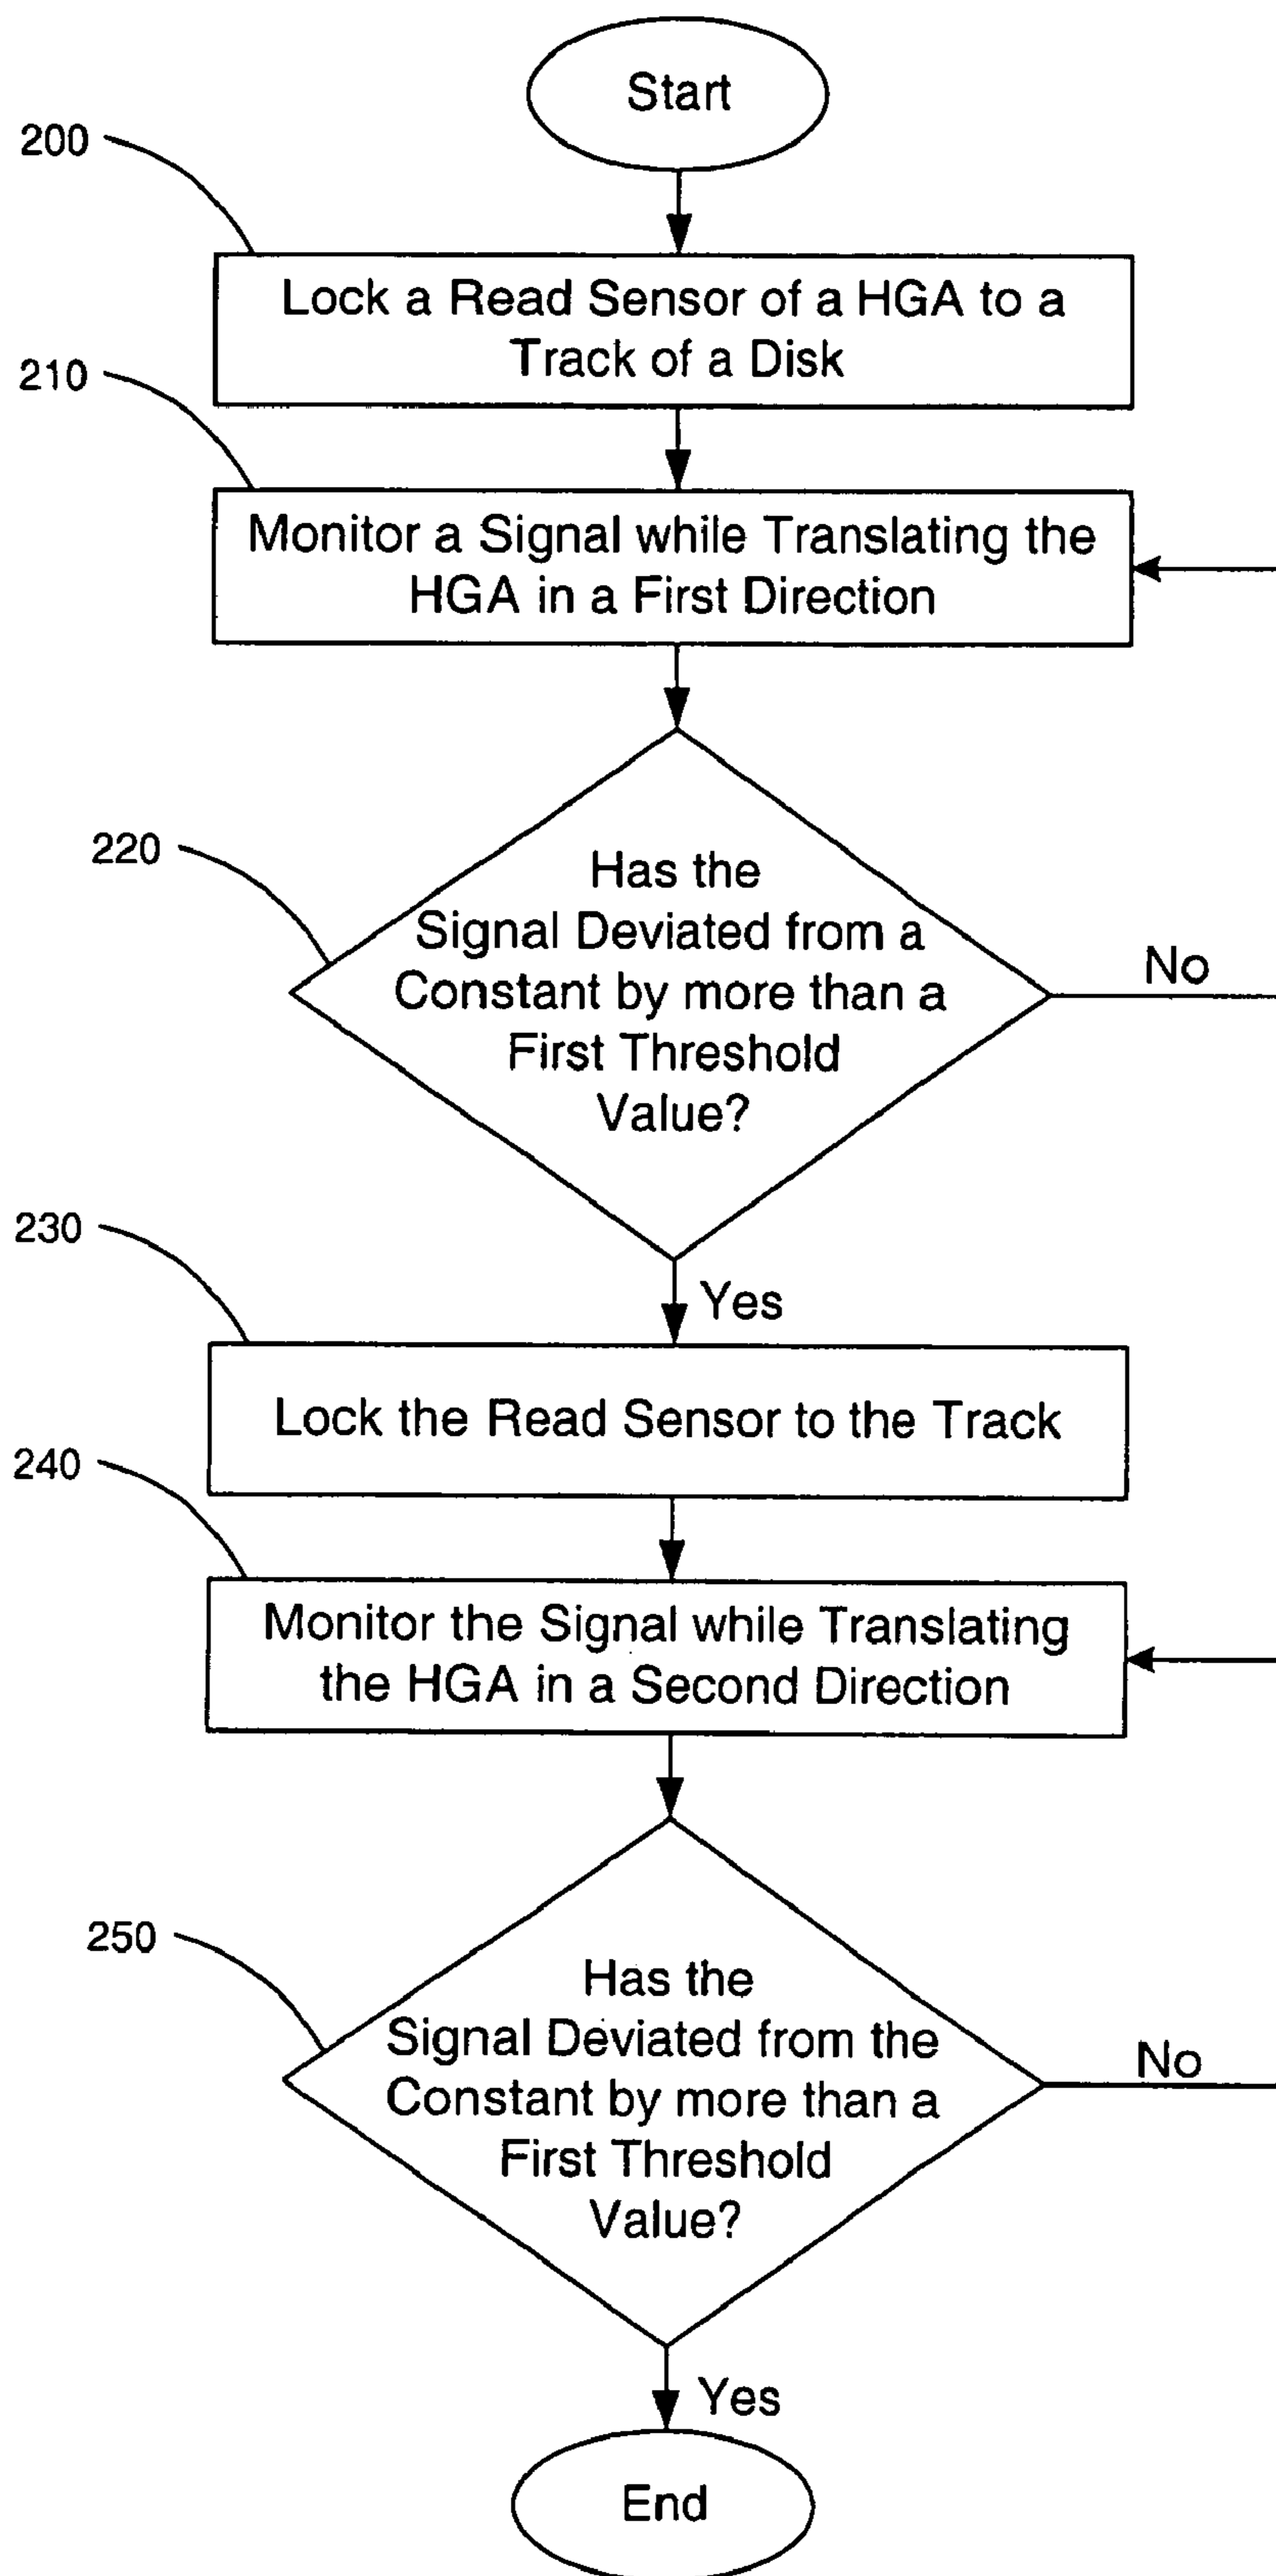 Start
200
Lock a Read Sensor of a HGA to a
Track of a Disk
210
Monitor a Signal while Translating the
HGA in a First Direction
220
Has the
Signal Deviated from a
Constant by more than a
First Threshold
Value?
No
Yes
230
Lock the Read Sensor to the Track
240
Monitor the Signal while Translating
the HGA in a Second Direction
250
Has the
Signal Deviated from the
Constant by more than a
First Threshold
Value?
No
Yes
End